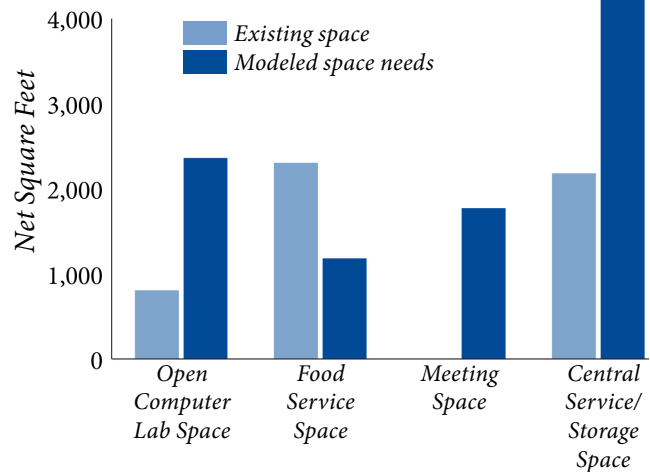 4,000
Existing space
Modeled space needs
3,000
Net Square Feet
2,000
1,000
0
Open
Computer
Lab Space
Food
Service
Space
Meeting
Space
Central
Service/
Storage
Space